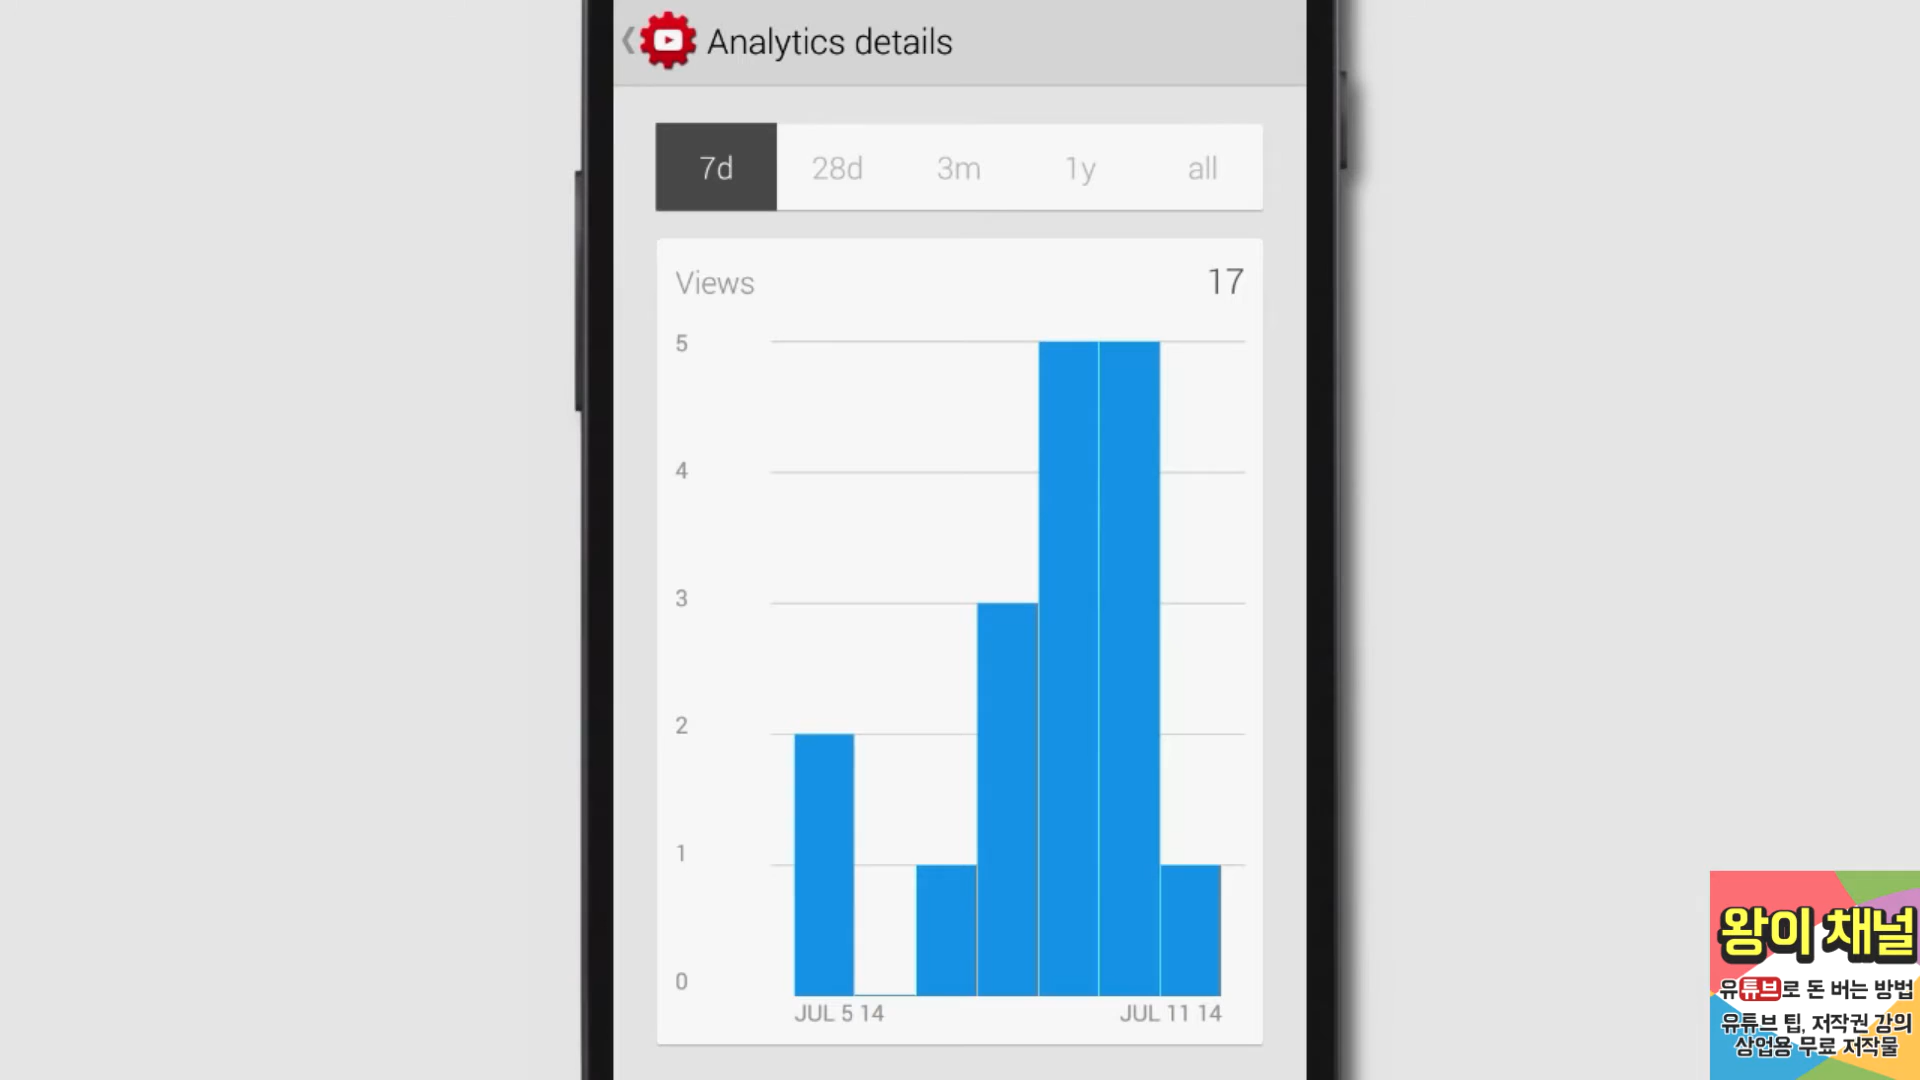 Analytics details
7d 28d 3m 1y all
Views 17
5
4
3
2
1
0
JUL 5 14 JUL 11 14
왕이 채널
유튜브로 돈 버는 방법
유튜브 팁, 저작권 강의
상업용 무료 저작물